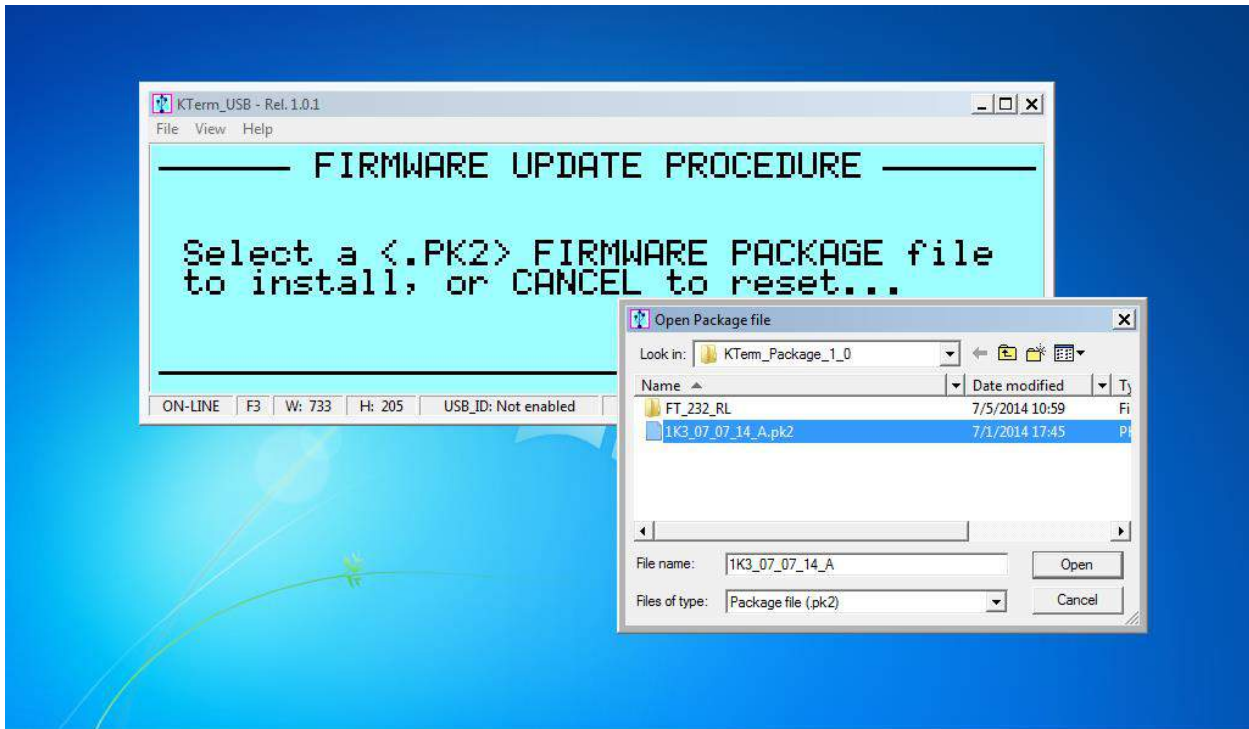 KTerm_USB - Rel. 1.0.1
File View Help
FIRMWARE UPDATE PROCEDURE
Select a <.PK2> FIRMWARE PACKAGE file
to install, or CANCEL to reset...
ON-LINE F3 W: 733 H: 205 USB_ID: Not enabled
Open Package file
Look in: KTerm_Package_1_0
Name Date modified Ty
FT_232_RL 7/5/2014 10:59 Fi
1K3_07_07_14_A.pk2 7/1/2014 17:45 PK
File name: 1K3_07_07_14_A Open
Files of type: Package file (.pk2) Cancel